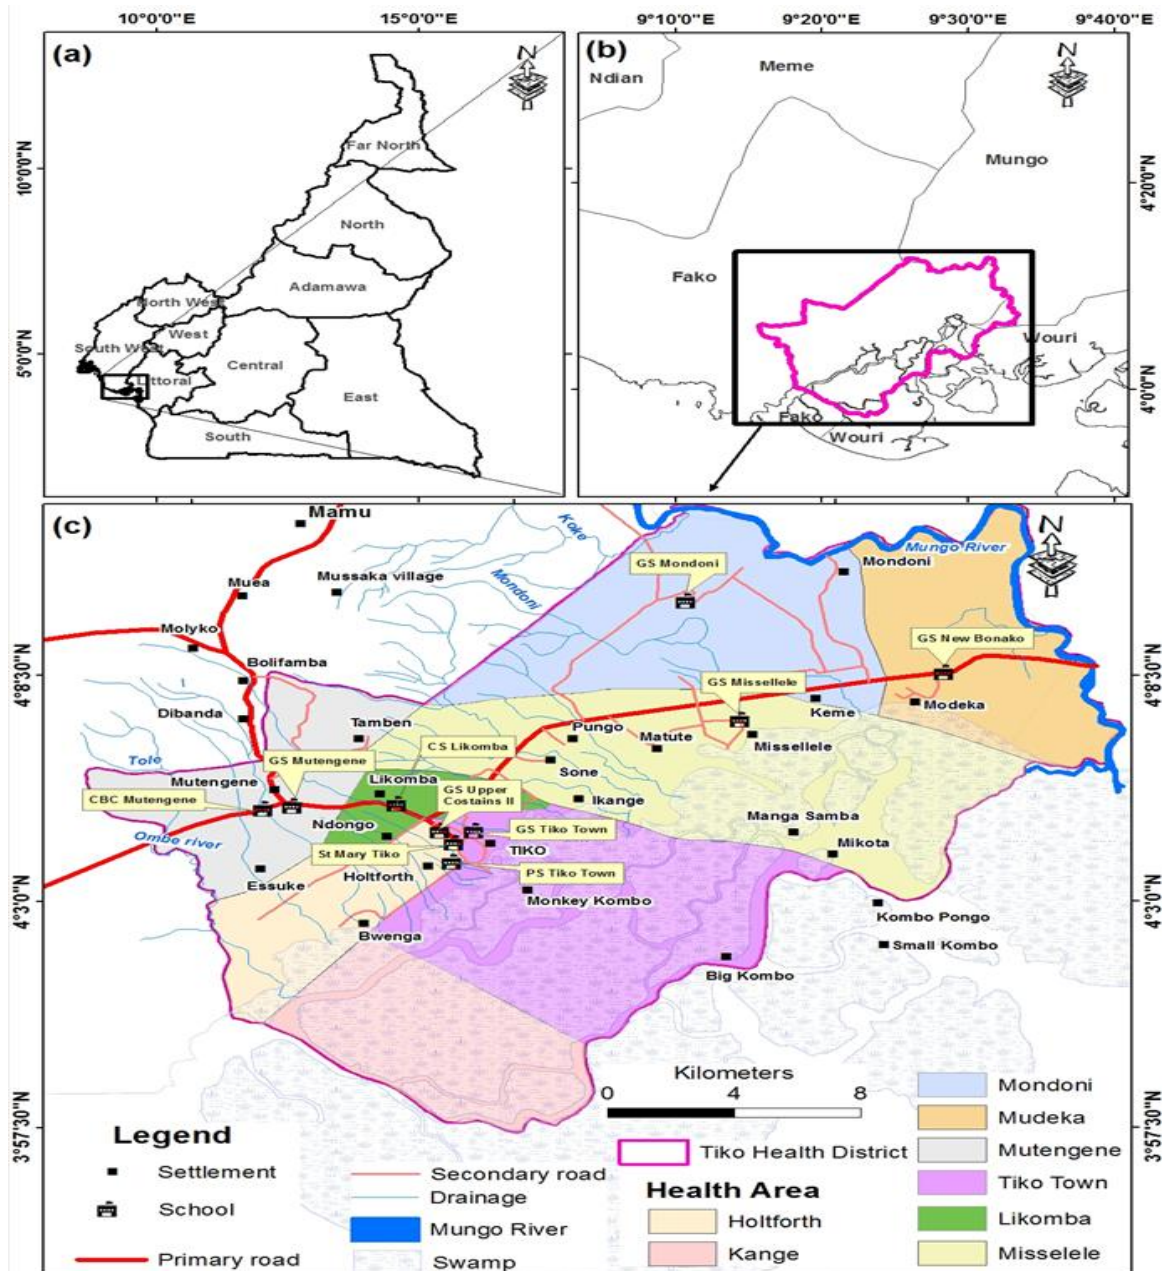 10°0'0"E
15°0'0"E
9°10'0"E
9°20'0"E
9°30'0"E
9°40'0"E
(a)
N
Far North
North
Adamawa
North West
West
South West
Littoral
Central
East
South
10°0'0"N
5°0'0"N
(b)
N
Ndian
Meme
Mungo
Fako
Wouri
Fako
Wouri
4°20'0"N
4°0'0"N
(c)
N
Mamu
Koke
Mungo River
Muea
Mussaka village
Mondoni
GS Mondoni
Mondoni
Molyko
Bolifamba
GS New Bonako
4°8'30"N
4°8'30"N
GS Missellele
Dibanda
Tamben
Pungo
Matute
Keme
Modeka
Missellele
Tole
GS Mutengene
CS Likomba
Sone
Mutengene
Likomba
GS Upper
Costains II
Ikange
CBC Mutengene
Ndongo
GS Tiko Town
Manga Samba
Ombe river
St Mary Tiko
TIKO
Mikota
Essuke
Holtforth
PS Tiko Town
Monkey Kombo
4°3'0"N
4°3'0"N
Bwenga
Kombo Pongo
Small Kombo
Big Kombo
3°57'30"N
3°57'30"N
Kilometers
0 4 8
Legend
Settlement
School
Primary road
Secondary road
Drainage
Mungo River
Swamp
Tiko Health District
Health Area
Holtforth
Kange
Mondoni
Mudeka
Mutengene
Tiko Town
Likomba
Misselele